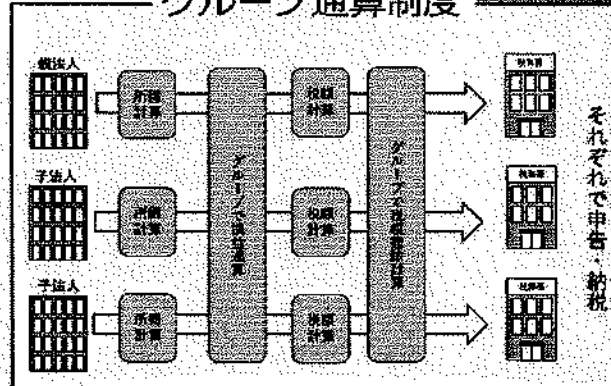 グループ通算制度
親法人
所得
計算
税額
計算
税務署
子法人
所得
計算
グループで損益通算
税額
計算
グループで税額調整計算
税務署
子法人
所得
計算
税額
計算
税務署
それぞれで申告・納税